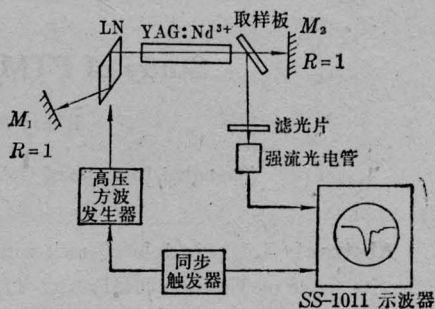 LN
YAG:Nd³⁺
取样板
M₂
R=1
M₁
R=1
滤光片
强流光电管
高压
方波
发生器
同步
触发器
SS-1011 示波器